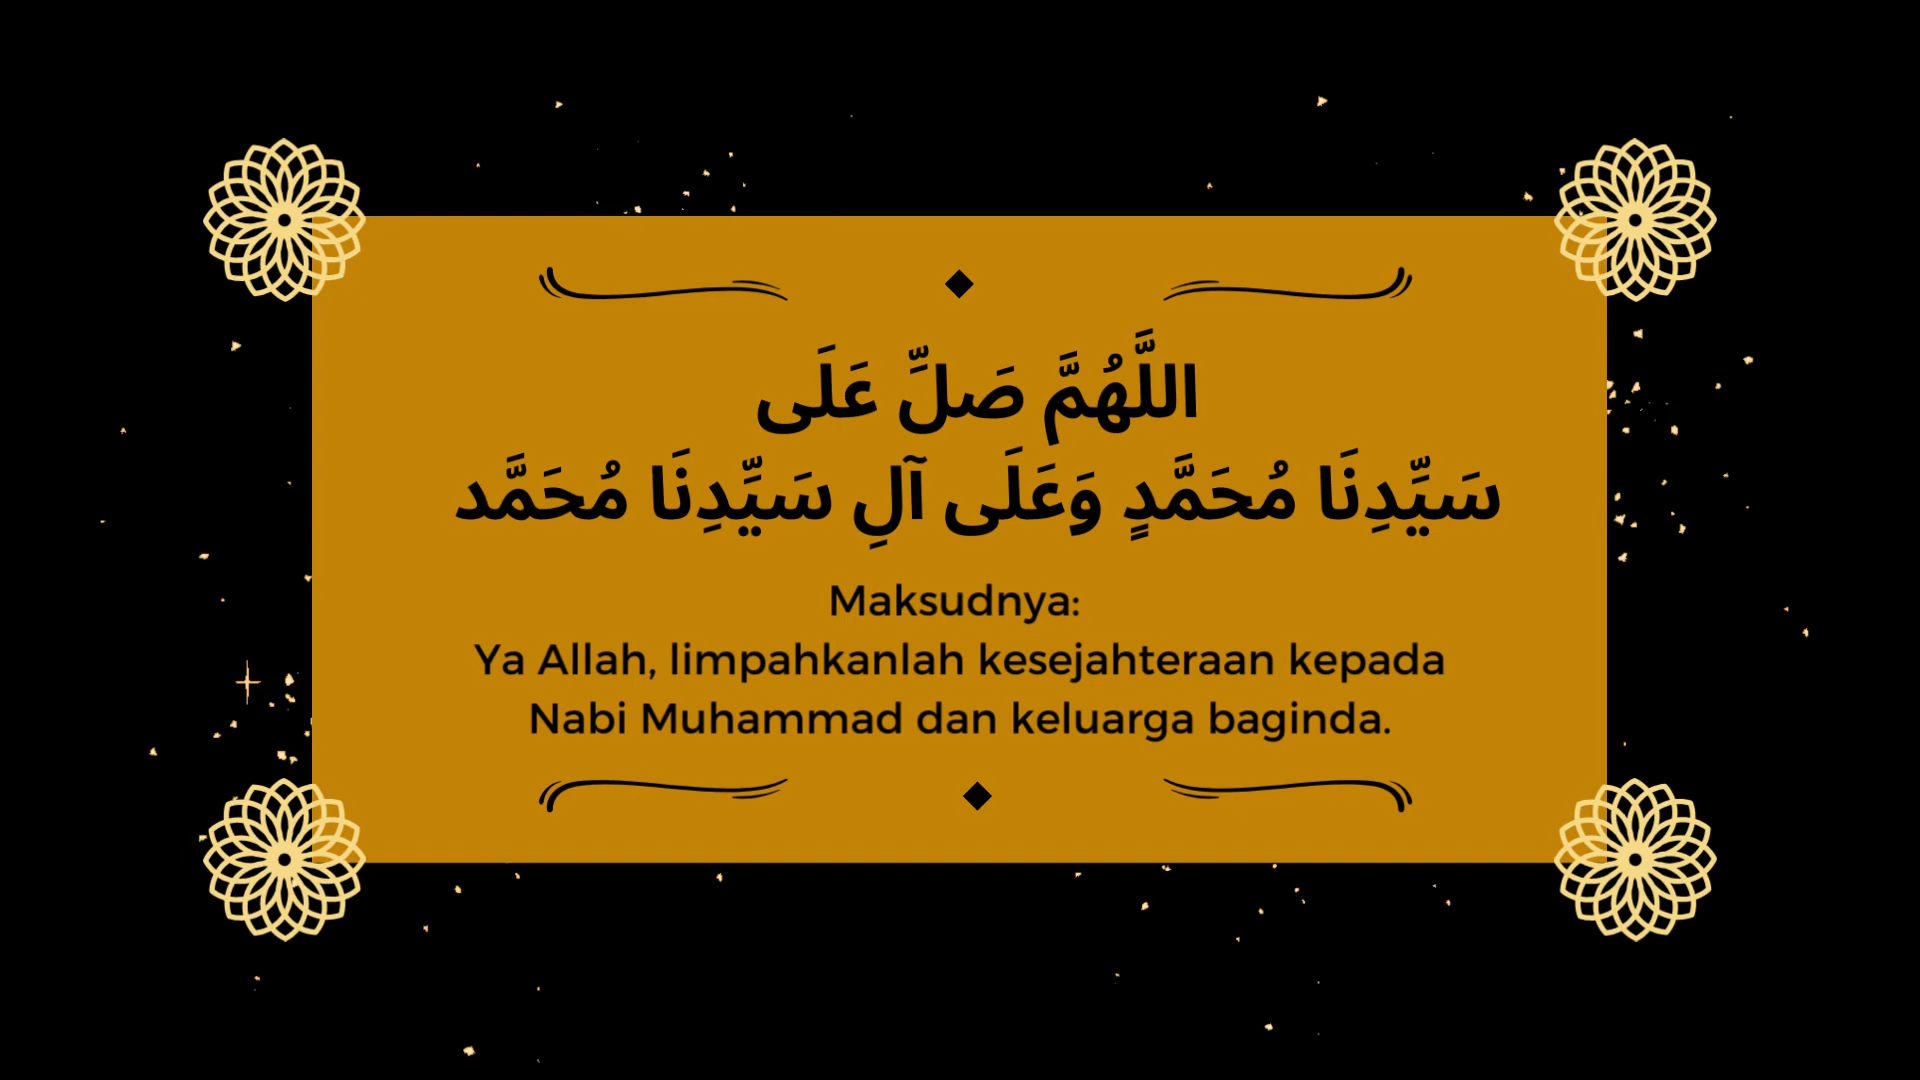 اللَّهُمَّ صَلِّ عَلَى
سَيِّدِنَا مُحَمَّدٍ وَعَلَى آلِ سَيِّدِنَا مُحَمَّد
Maksudnya:
Ya Allah, limpahkanlah kesejahteraan kepada
Nabi Muhammad dan keluarga baginda.